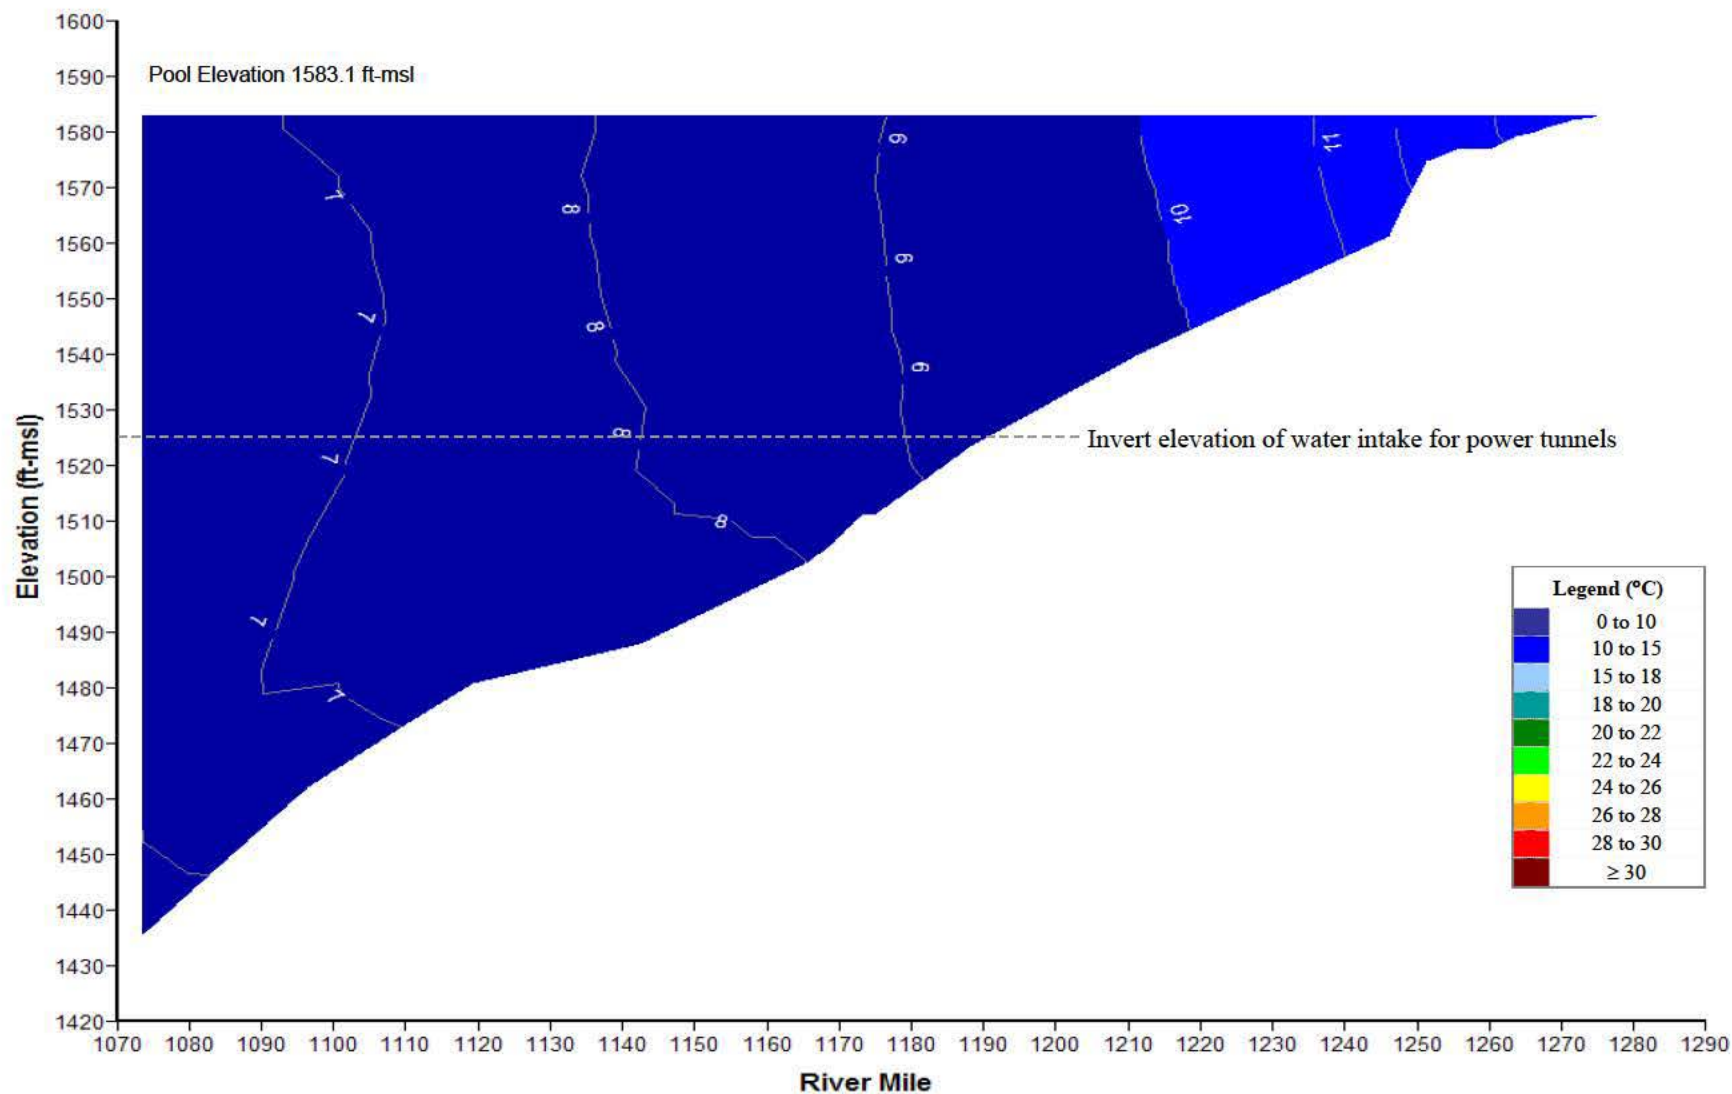 1600
1590
Pool Elevation 1583.1 ft-msl
1580
1570
1560
1550
1540
1530
1520
1510
1500
1490
1480
1470
1460
1450
1440
1430
1420
Elevation (ft-msl)
7
7
7
7
7
8
8
8
8
9
9
9
10
11
Invert elevation of water intake for power tunnels
Legend (°C)
0 to 10
10 to 15
15 to 18
18 to 20
20 to 22
22 to 24
24 to 26
26 to 28
28 to 30
≥ 30
1070 1080 1090 1100 1110 1120 1130 1140 1150 1160 1170 1180 1190 1200 1210 1220 1230 1240 1250 1260 1270 1280 1290
River Mile